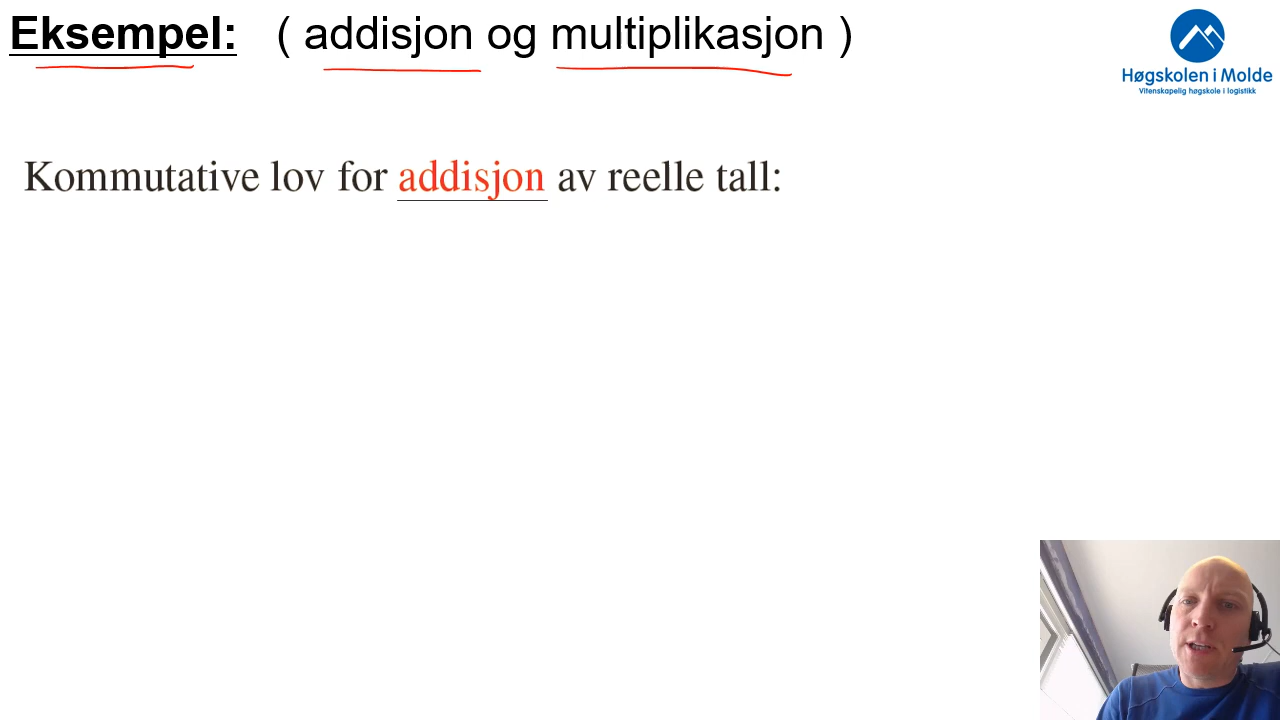 Eksempel: ( addisjon og multiplikasjon )
Høgskolen i Molde
Vitenskapelig høgskole i logistikk
Kommutative lov for addisjon av reelle tall: